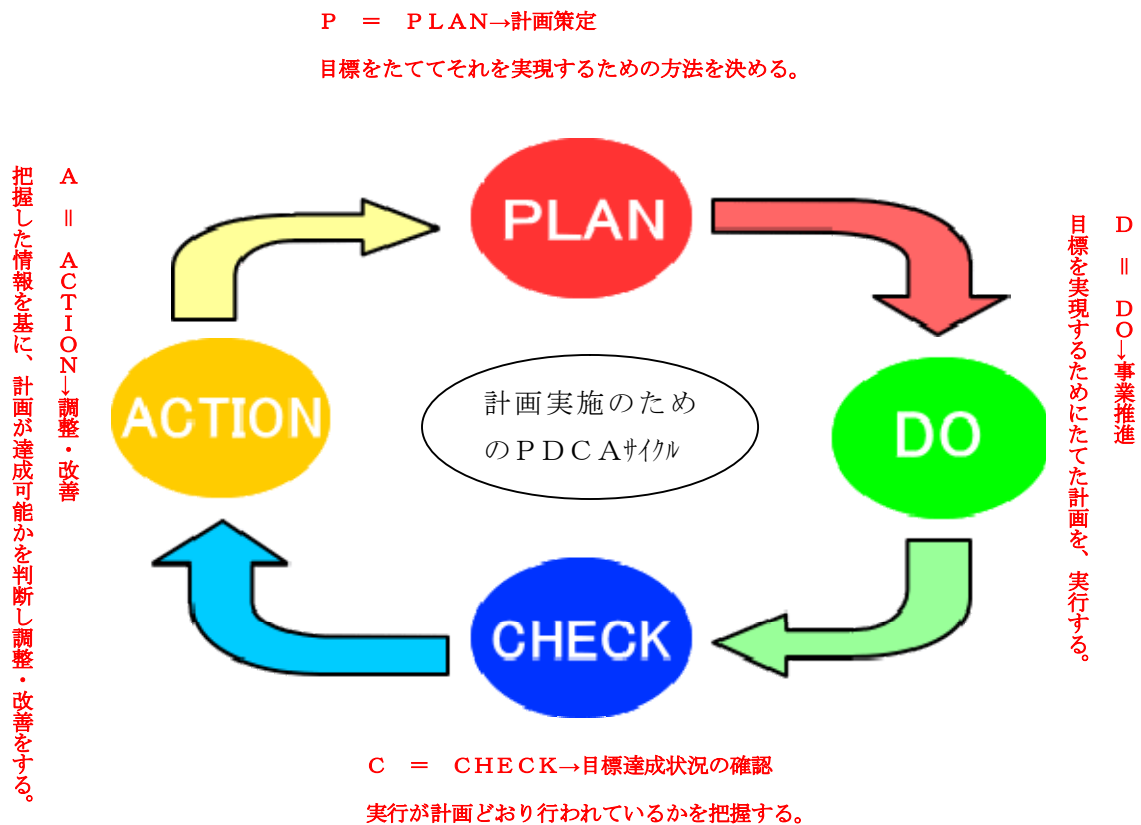 Ｐ　＝　ＰＬＡＮ→計画策定
目標をたててそれを実現するための方法を決める。
PLAN
Ｄ　＝　ＤＯ→事業推進
目標を実現するためにたてた計画を、実行する。
DO
計画実施のため
のＰＤＣＡｻｲｸﾙ
CHECK
Ｃ　＝　ＣＨＥＣＫ→目標達成状況の確認
実行が計画どおり行われているかを把握する。
ACTION
Ａ　＝　ＡＣＴＩＯＮ→調整・改善
把握した情報を基に、計画が達成可能かを判断し調整・改善をする。